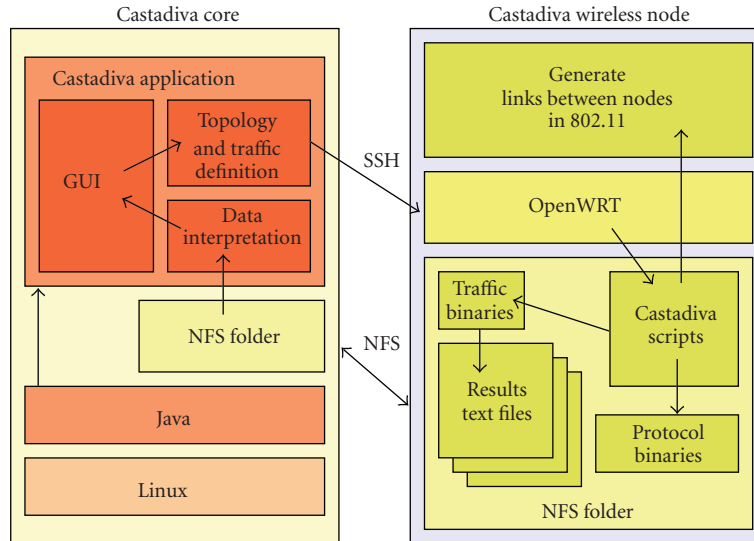 Castadiva core
Castadiva application
GUI
Topology
and traffic
definition
Data
interpretation
NFS folder
Java
Linux
SSH
NFS
Castadiva wireless node
Generate
links between nodes
in 802.11
OpenWRT
Traffic
binaries
Castadiva
scripts
Results
text files
Protocol
binaries
NFS folder